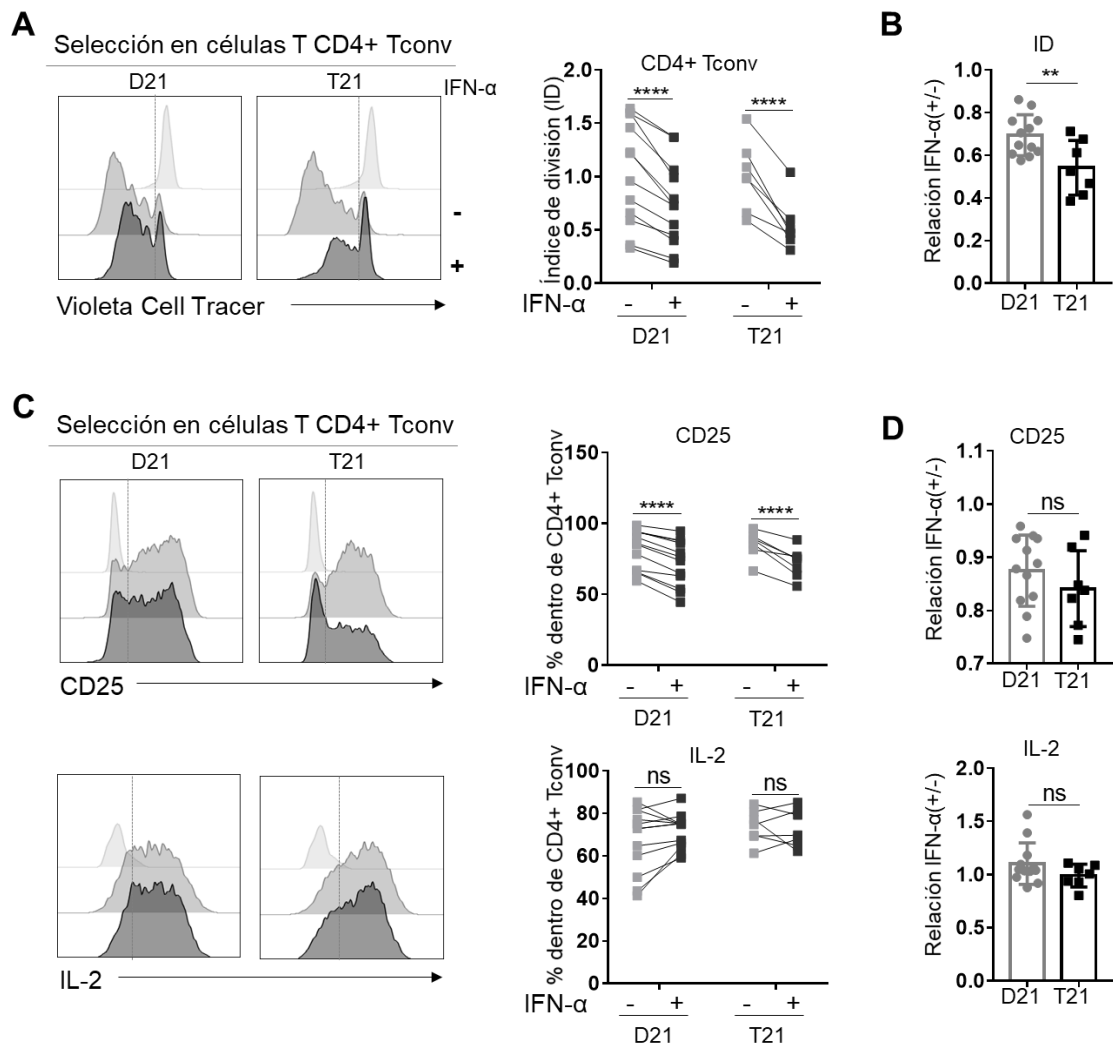 A
Selección en células T CD4+ Tconv
D21
T21
IFN-α
-
+
Violeta Cell Tracer
CD4+ Tconv
Índice de división (ID)
2.0
1.5
1.0
0.5
0.0
****
****
IFN-α
- + - +
D21 T21
B
ID
Relación IFN-α(+/-)
1.0
0.8
0.6
0.4
0.2
0.0
**
D21 T21
C
Selección en células T CD4+ Tconv
D21
T21
CD25
CD25
% dentro de CD4+ Tconv
150
100
50
0
****
****
IFN-α
- + - +
D21 T21
D
CD25
Relación IFN-α(+/-)
1.1
1.0
0.9
0.8
0.7
ns
D21 T21
IL-2
IL-2
% dentro de CD4+ Tconv
100
80
60
40
20
0
ns
ns
IFN-α
- + - +
D21 T21
IL-2
Relación IFN-α(+/-)
2.0
1.5
1.0
0.5
0.0
ns
D21 T21